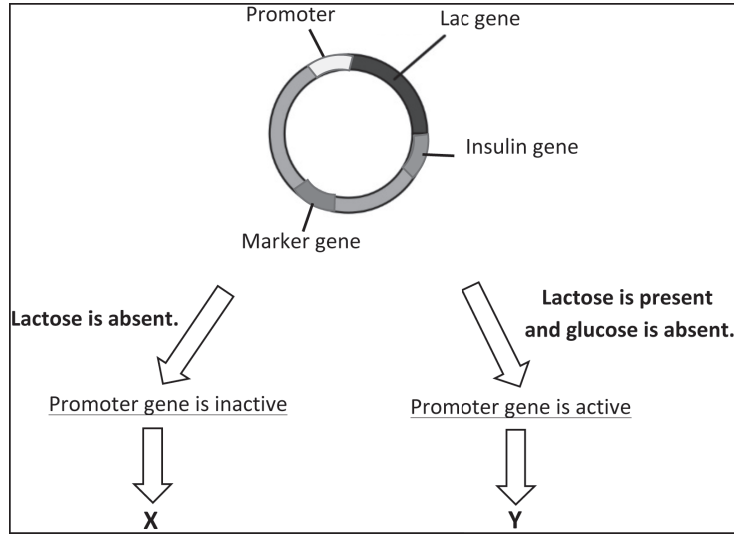 Promoter
Lac gene
Insulin gene
Marker gene
Lactose is absent.
Lactose is present
and glucose is absent.
Promoter gene is inactive
Promoter gene is active
X
Y